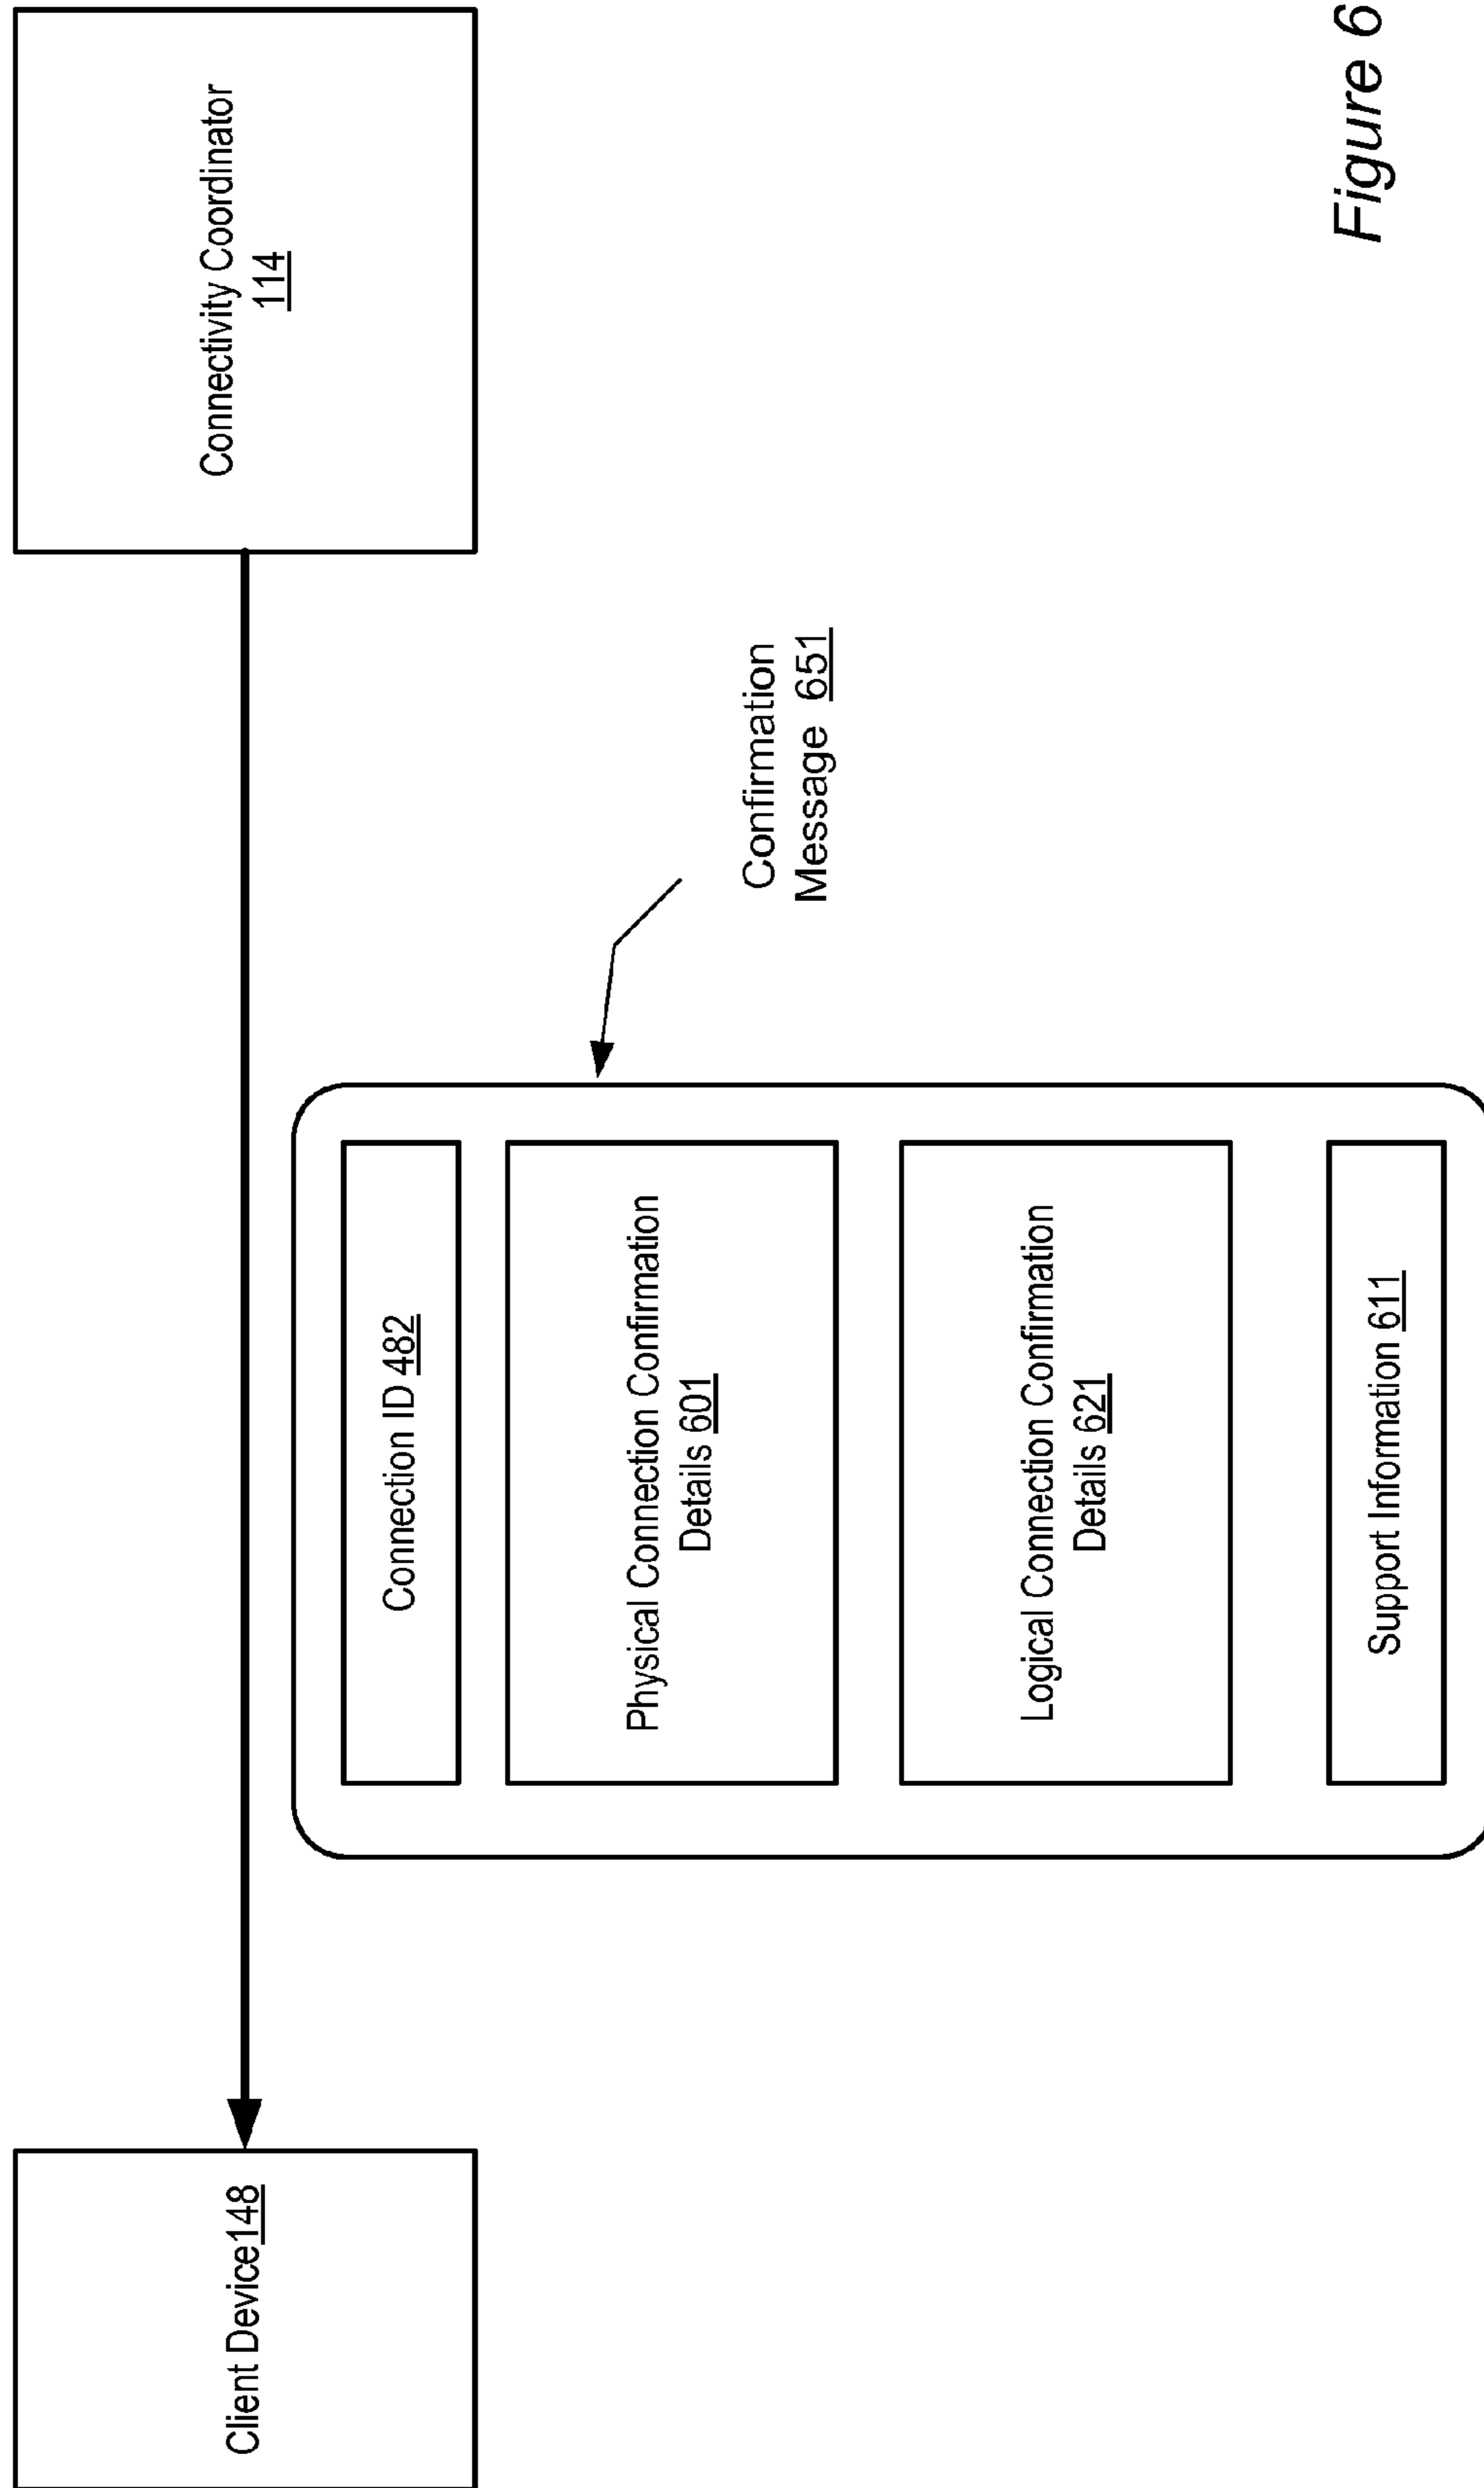 Client Device148
Connectivity Coordinator
114
Connection ID 482
Physical Connection Confirmation
Details 601
Logical Connection Confirmation
Details 621
Support Information 611
Confirmation
Message 651
Figure 6